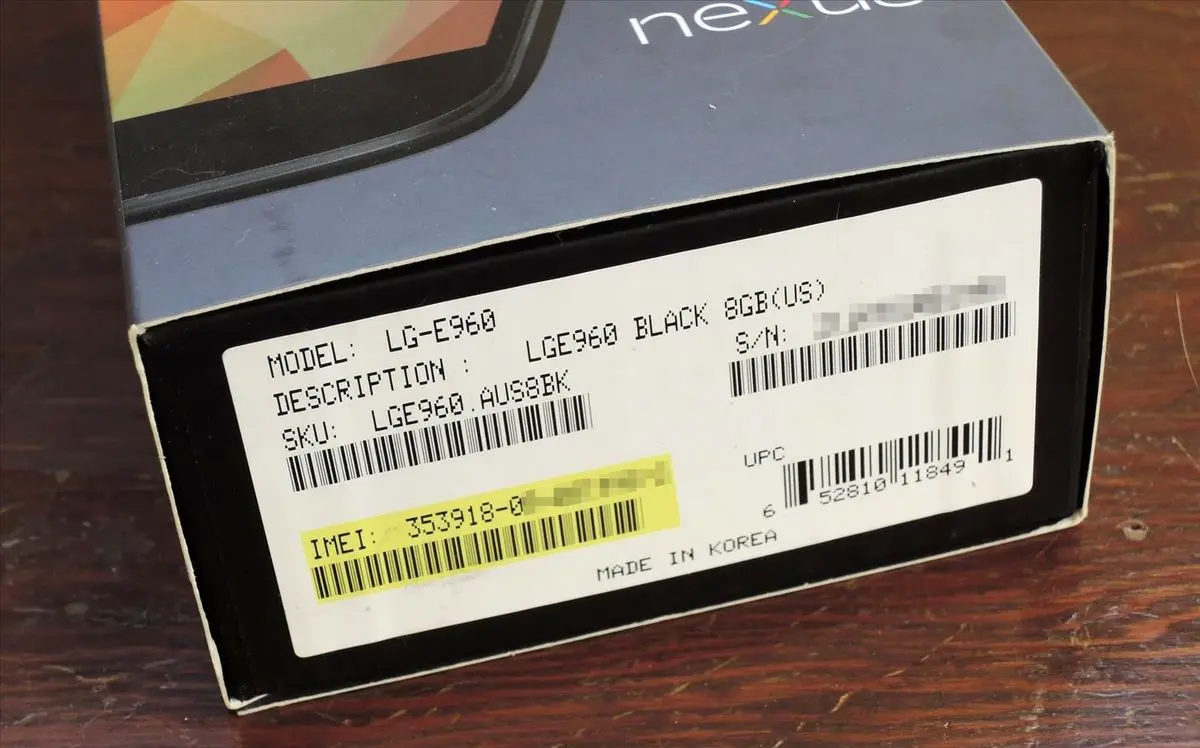 nexus
MODEL: LG-E960
DESCRIPTION : LGE960 BLACK 8GB(US)
SKU: LGE960.AUS8BK
S/N:
IMEI: 353918-0
UPC
6 52810 11849 1
MADE IN KOREA